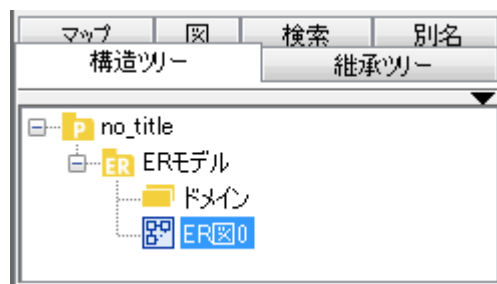 マップ 図 検索 別名
構造ツリー 継承ツリー
P no_title
ER ERモデル
ドメイン
ER図0